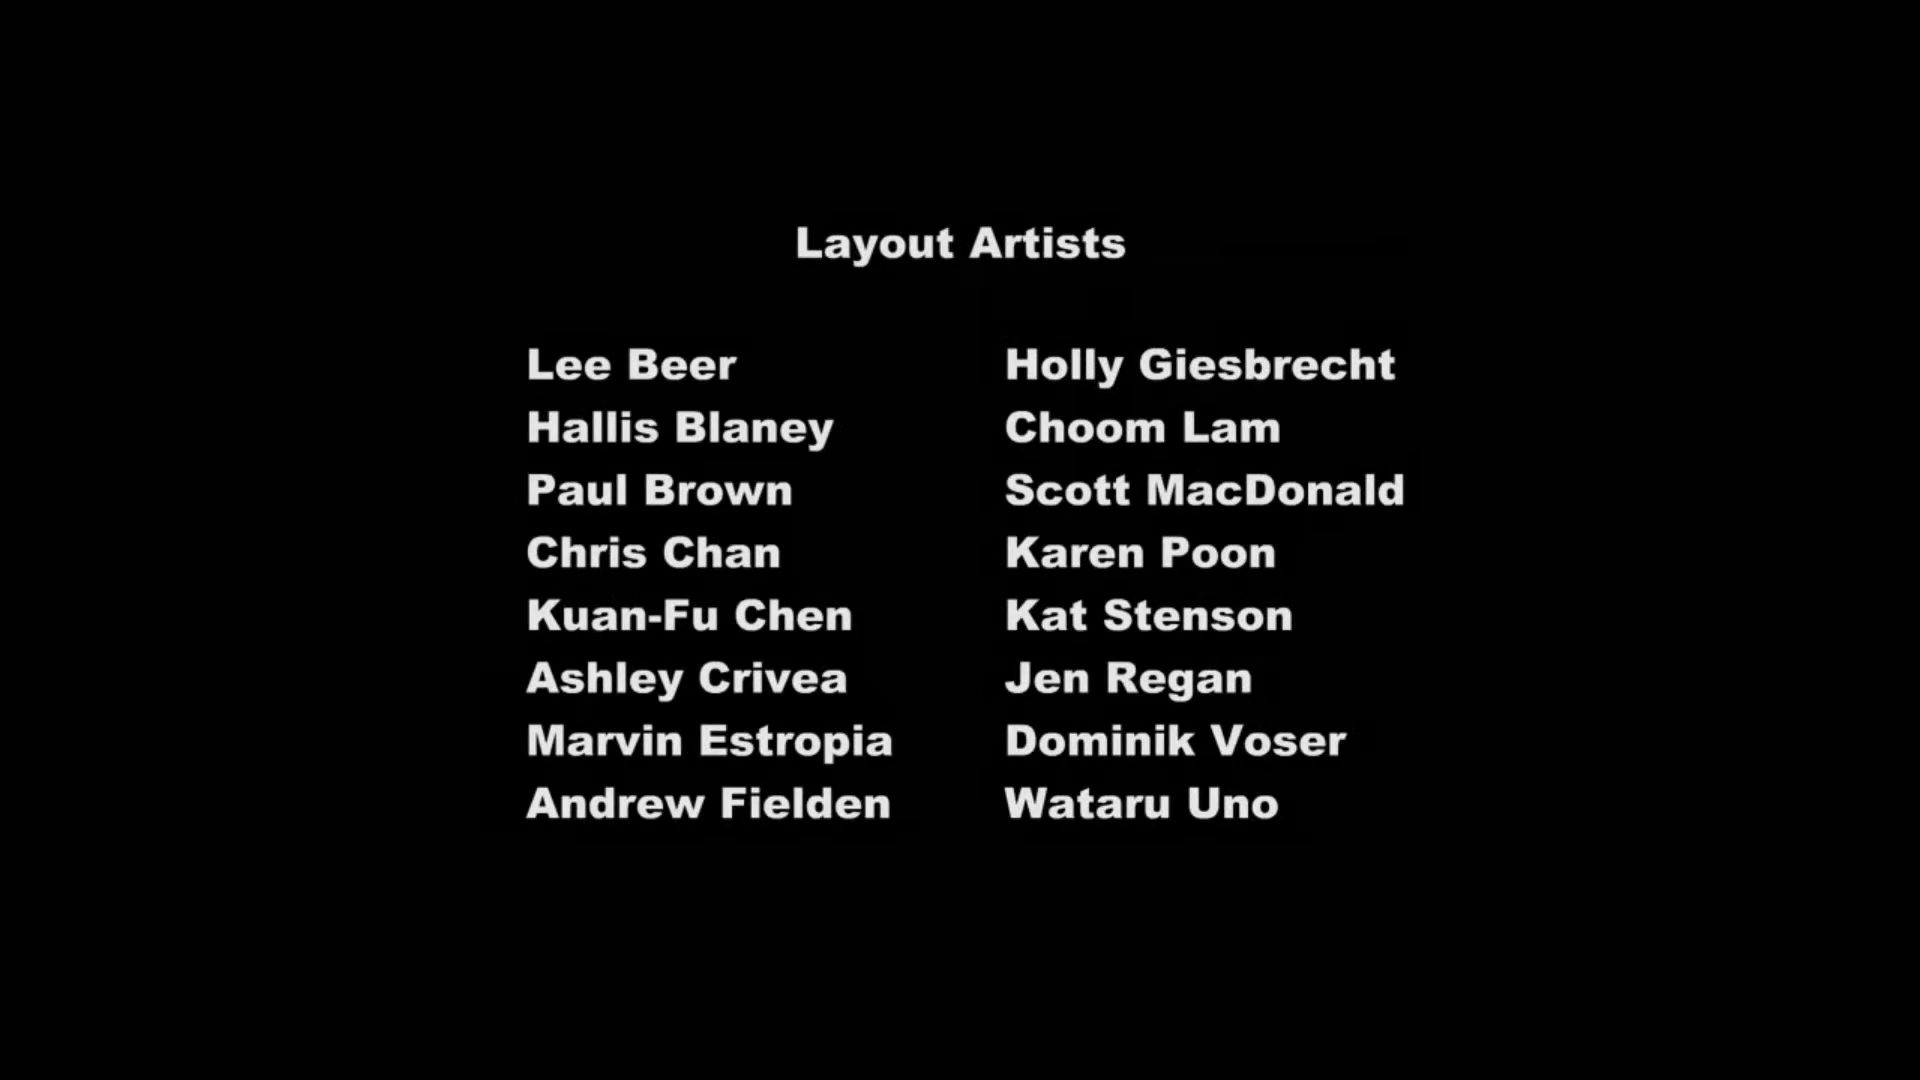 Layout Artists
Lee Beer
Hallis Blaney
Paul Brown
Chris Chan
Kuan-Fu Chen
Ashley Crivea
Marvin Estropia
Andrew Fielden
Holly Giesbrecht
Choom Lam
Scott MacDonald
Karen Poon
Kat Stenson
Jen Regan
Dominik Voser
Wataru Uno